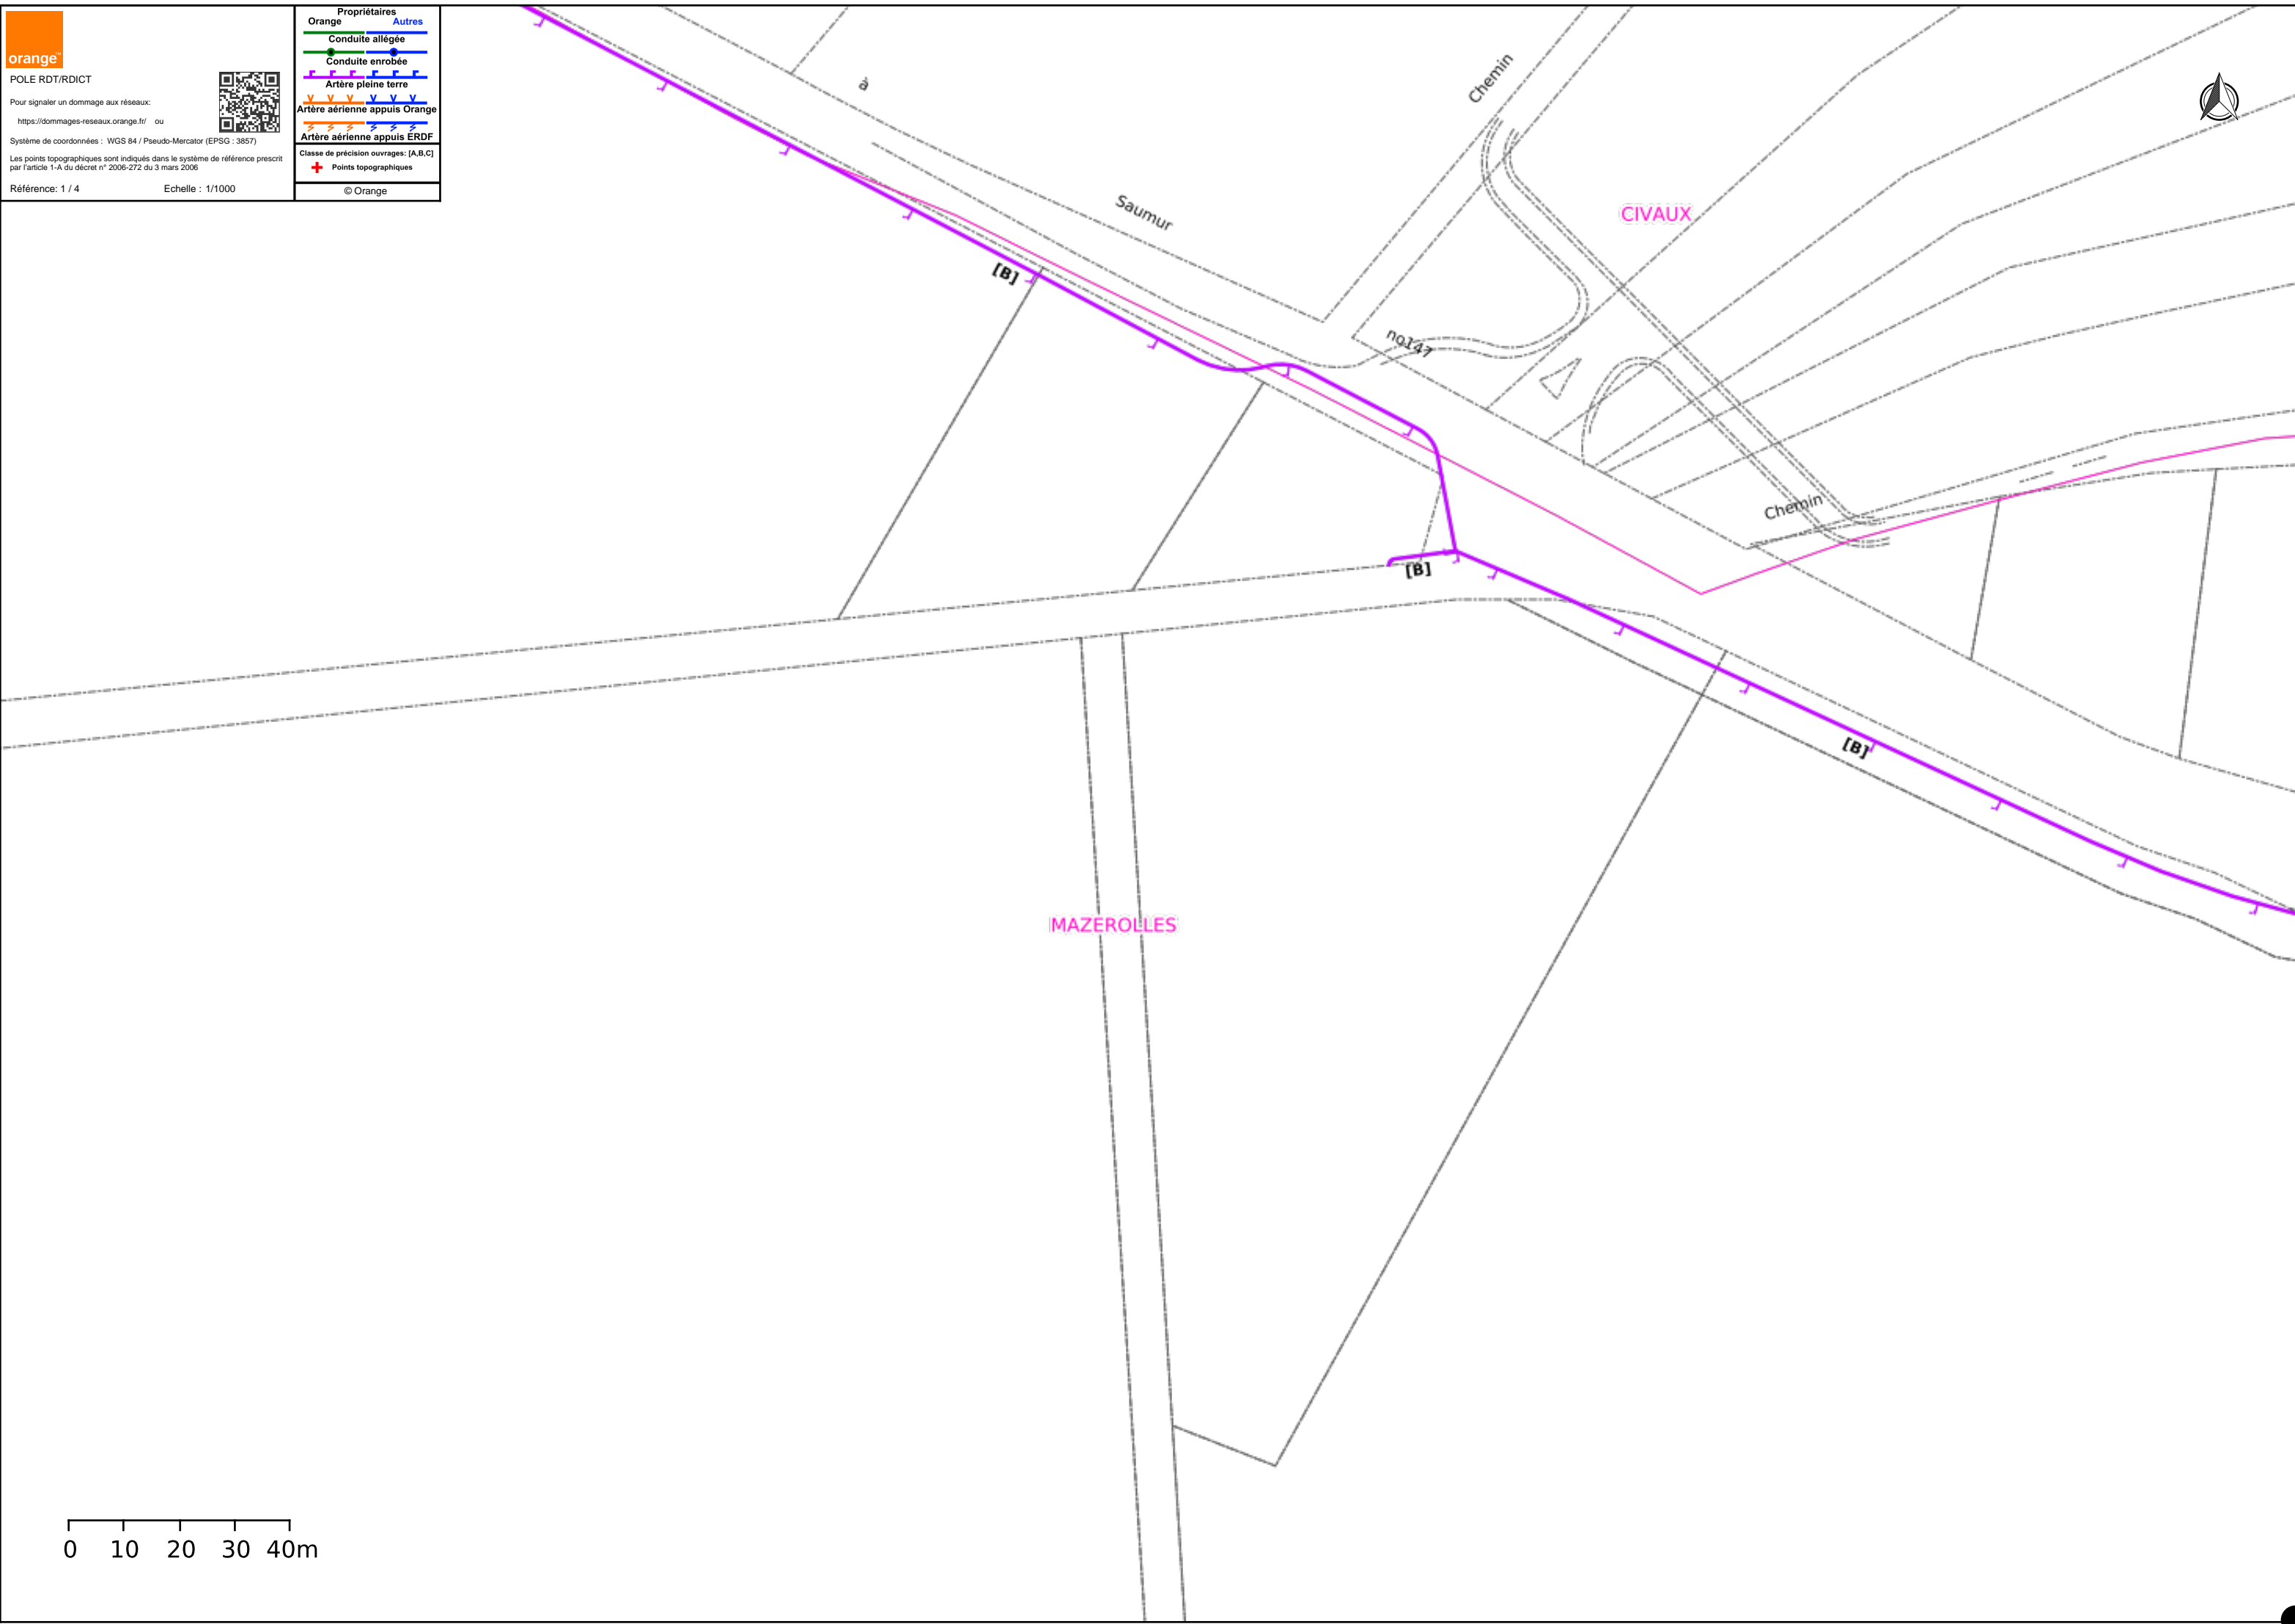 orange™
POLE RDT/RDICT
Pour signaler un dommage aux réseaux:
https://dommages-reseaux.orange.fr/ ou
Système de coordonnées : WGS 84 / Pseudo-Mercator (EPSG : 3857)
Les points topographiques sont indiqués dans le système de référence prescrit
par l'article 1-A du décret n° 2006-272 du 3 mars 2006
Référence: 1 / 4 Echelle : 1/1000
Propriétaires
Orange Autres
Conduite allégée
Conduite enrobée
Artère pleine terre
Artère aérienne appuis Orange
Artère aérienne appuis ERDF
Classe de précision ouvrages: [A,B,C]
Points topographiques
© Orange
à
Chemin
Saumur
CIVAUX
[B]
no147
Chemin
[B]
[B]
MAZEROLLES
0 10 20 30 40m